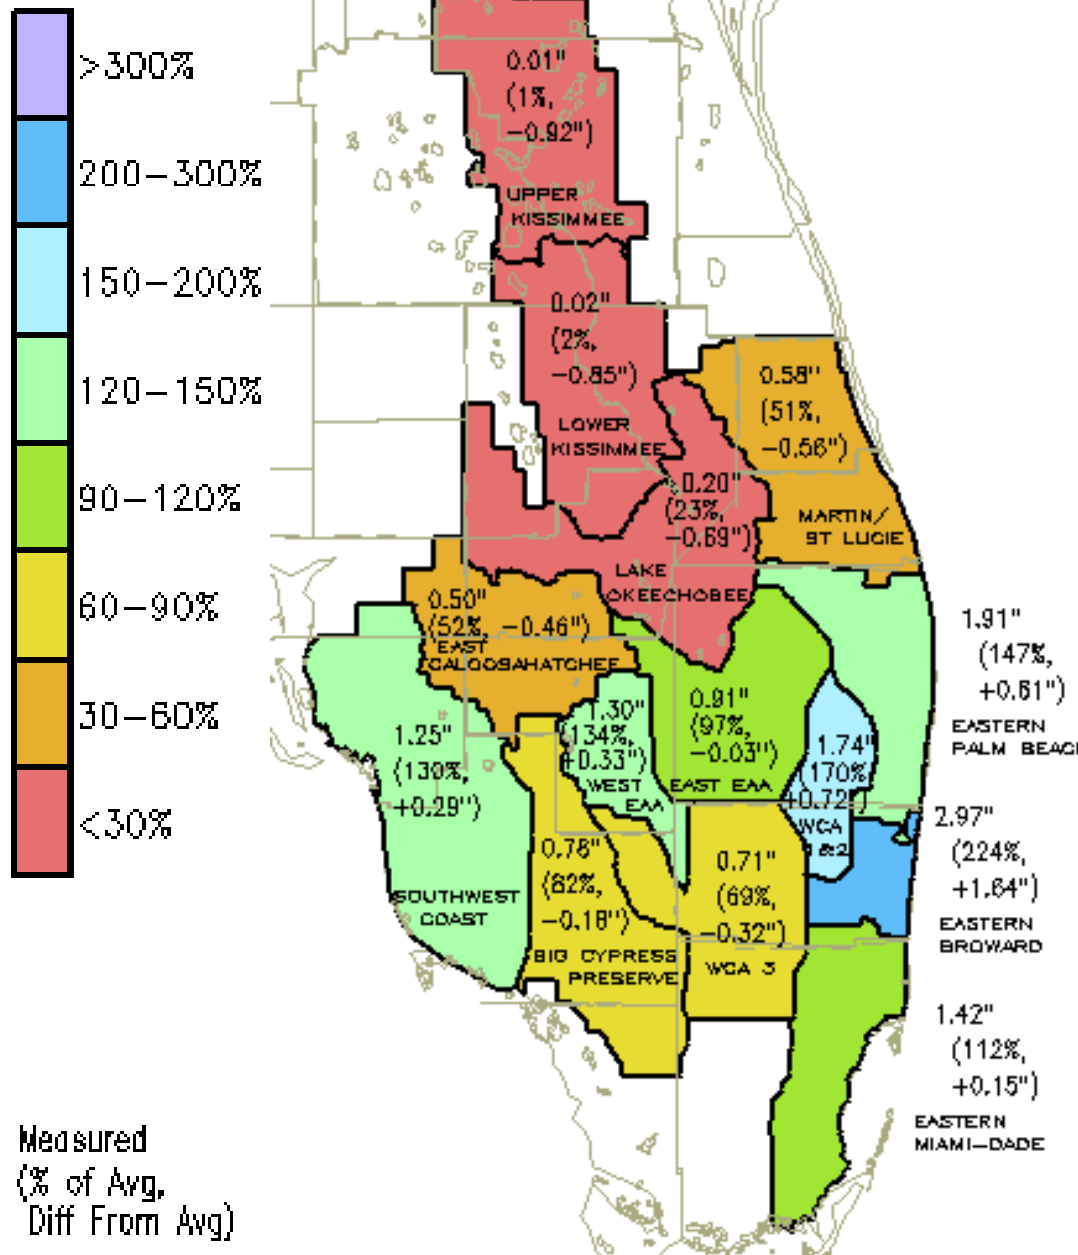 >300%
200-300%
150-200%
120-150%
90-120%
60-90%
30-60%
<30%
0.01"
(1%,
-0.92")
UPPER
KISSIMMEE
0.02"
(2%,
-0.85")
LOWER
KISSIMMEE
0.58"
(51%,
-0.56")
MARTIN/
ST LUCIE
0.20"
(23%,
-0.69")
LAKE
OKEECHOBEE
0.50"
(52%, -0.46")
EAST
CALOOSAHATCHEE
1.91"
(147%,
+0.61")
EASTERN
PALM BEACH
1.25"
(130%,
+0.29")
SOUTHWEST
COAST
1.30"
(134%,
+0.33")
WEST
EAA
0.91"
(97%,
-0.03")
EAST EAA
1.74"
(170%
+0.72")
WCA
1 &2
2.97"
(224%,
+1.64")
EASTERN
BROWARD
0.78"
(82%,
-0.18")
BIG CYPRESS
PRESERVE
0.71"
(69%,
-0.32")
WCA 3
1.42"
(112%,
+0.15")
EASTERN
MIAMI-DADE
Measured
(% of Avg,
Diff From Avg)